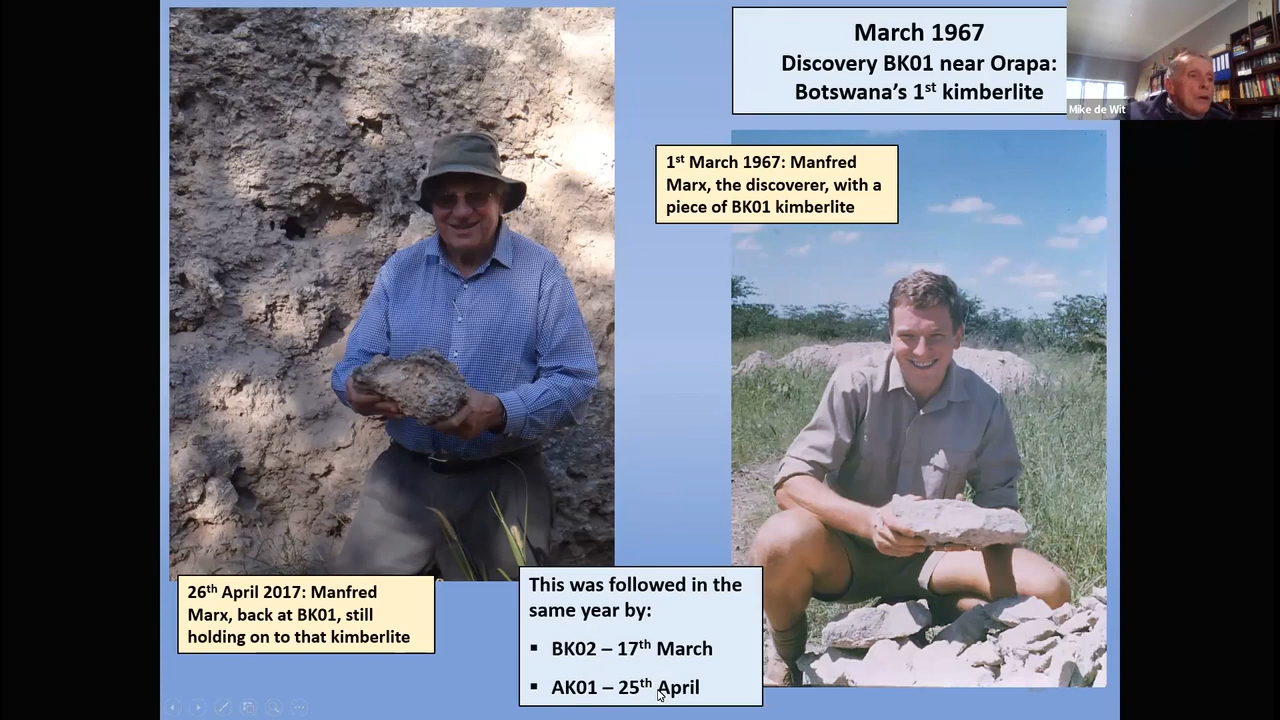 March 1967
Discovery BK01 near Orapa:
Botswana's 1st kimberlite
Mike de Wit
1st March 1967: Manfred
Marx, the discoverer, with a
piece of BK01 kimberlite
26th April 2017: Manfred
Marx, back at BK01, still
holding on to that kimberlite
This was followed in the
same year by:
▪ BK02 – 17th March
▪ AK01 – 25th April